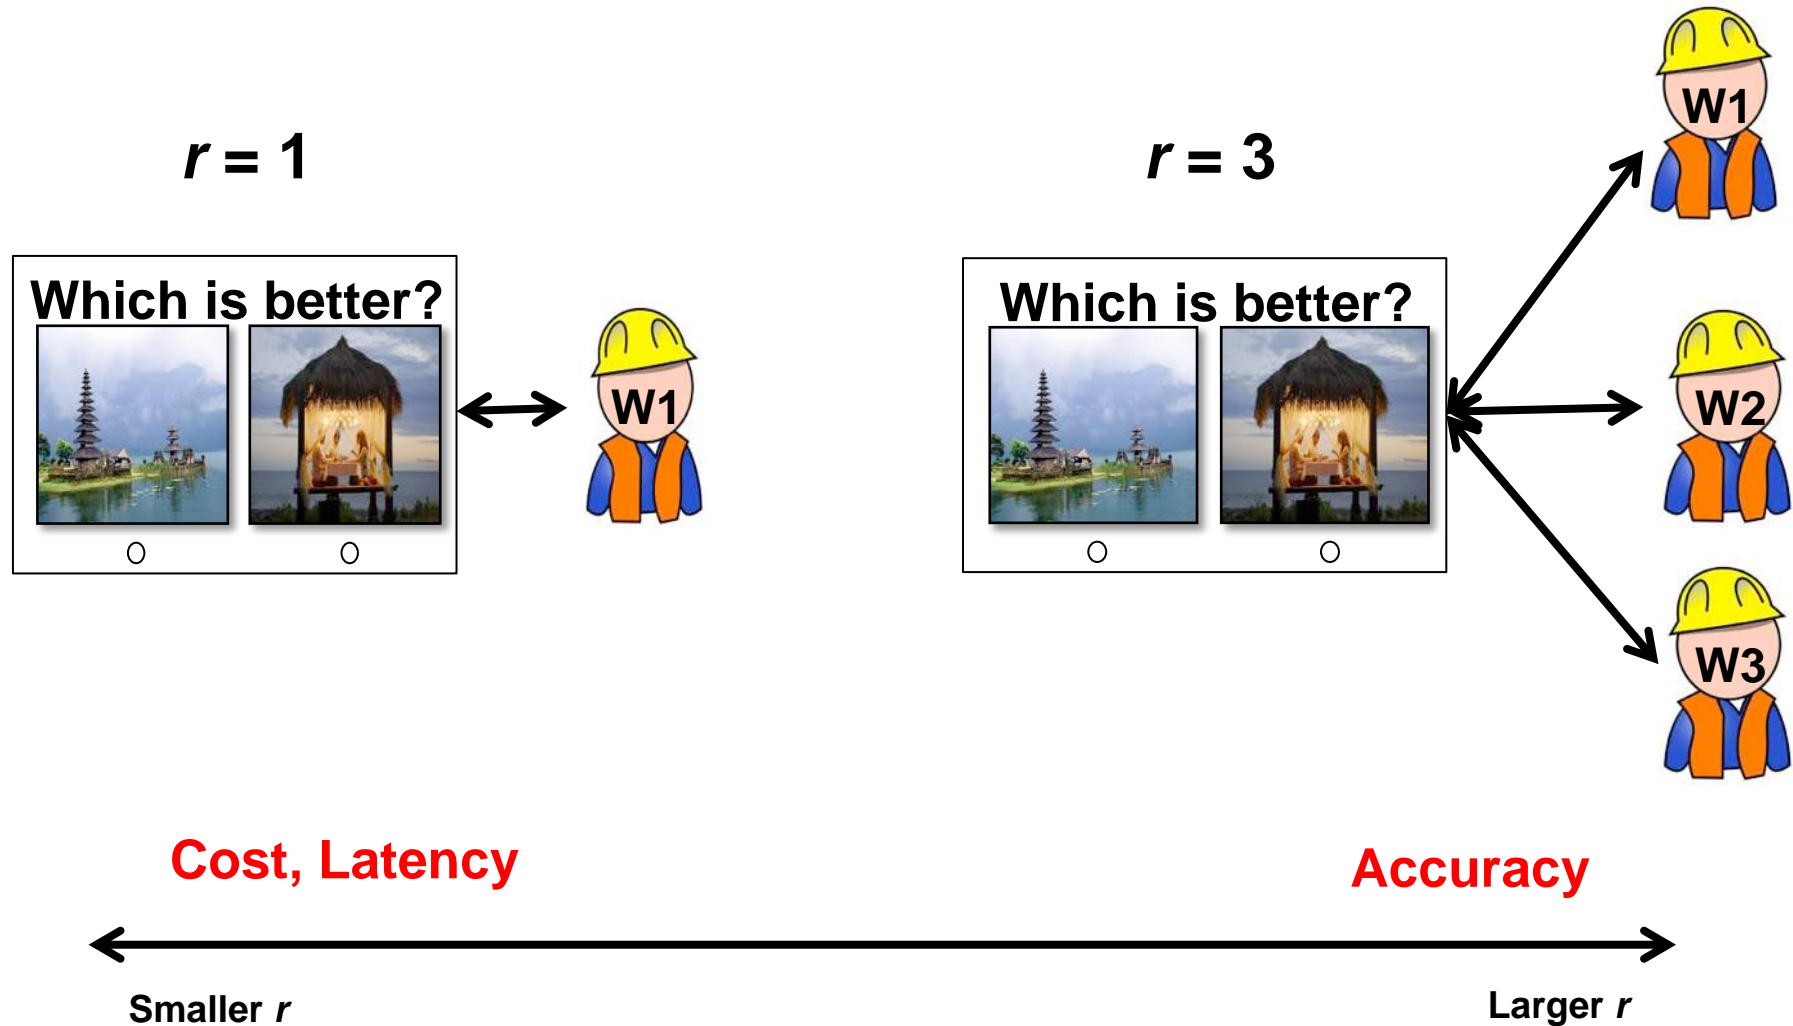 r = 1
Which is better?
W1
r = 3
Which is better?
W1
W2
W3
Cost, Latency
Accuracy
Smaller r
Larger r